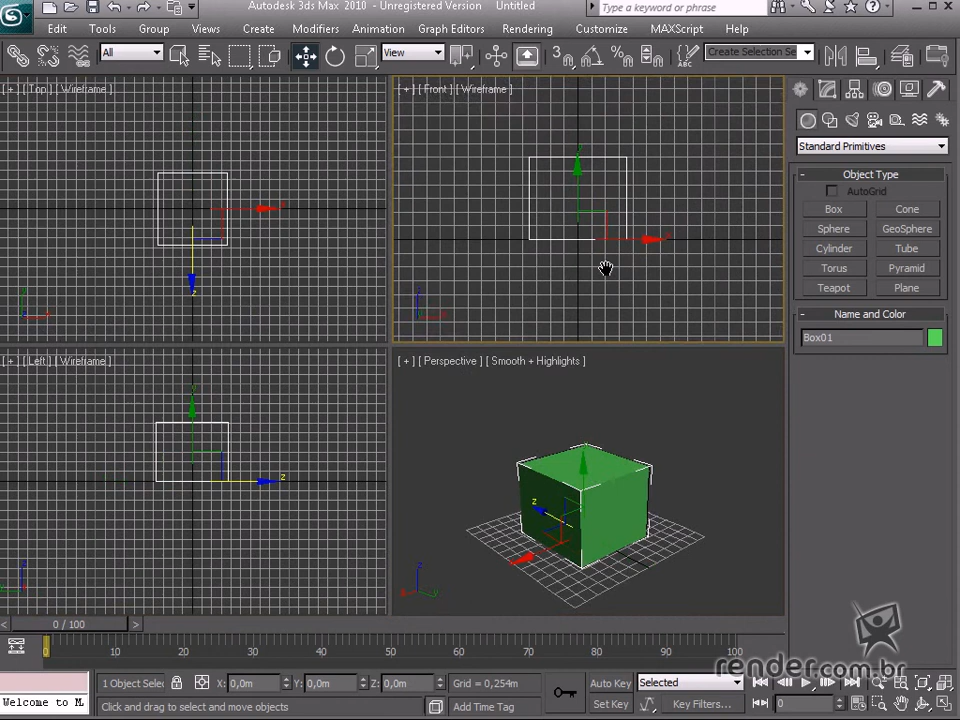 Autodesk 3ds Max 2010 - Unregistered Version    Untitled
Type a keyword or phrase
Edit Tools Group Views Create Modifiers Animation Graph Editors Rendering Customize MAXScript Help
All
View
3
Create Selection Se
ABC
[ + ] [ Top ] [ Wireframe ]
[ + ] [ Front ] [ Wireframe ]
Standard Primitives
- Object Type
AutoGrid
Box Cone
Sphere GeoSphere
Cylinder Tube
Torus Pyramid
Teapot Plane
- Name and Color
Box01
[ + ] [ Left ] [ Wireframe ]
[ + ] [ Perspective ] [ Smooth + Highlights ]
< 0 / 100 >
0 10 20 30 40 50 60 70 80 90 100
render.com.br
1 Object Selec X: 0,0m Y: 0,0m Z: 0,0m Grid = 0,254m Auto Key Selected
Welcome to M Click and drag to select and move objects Add Time Tag Set Key Key Filters... 0